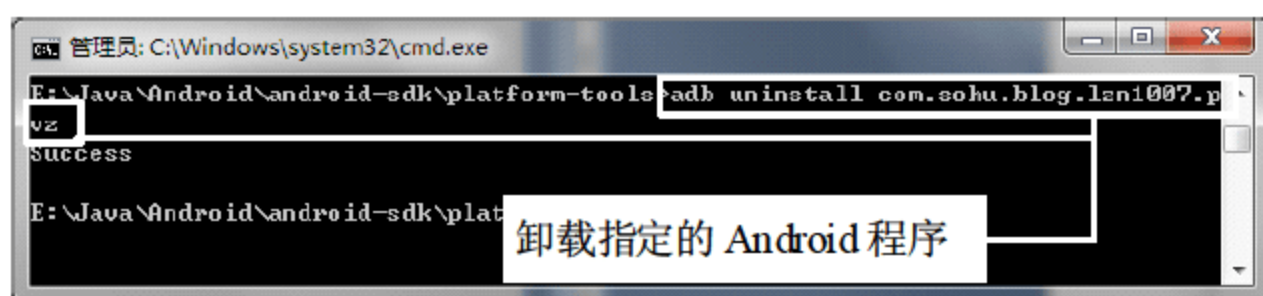 管理员: C:\Windows\system32\cmd.exe
E:\Java\Android\android-sdk\platform-tools>adb uninstall com.sohu.blog.lzn1007.p
vz
Success
E:\Java\Android\android-sdk\plat
卸载指定的 Android 程序